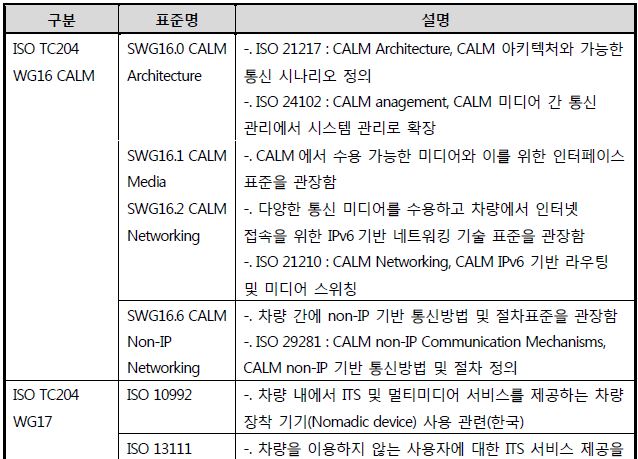 구분 표준명 설명
ISO TC204 SWG16.0 CALM -. ISO 21217 : CALM Architecture, CALM 아키텍처와 가능한
WG16 CALM Architecture 통신 시나리오 정의
-. ISO 24102 : CALM anagement, CALM 미디어 간 통신
관리에서 시스템 관리로 확장
SWG16.1 CALM -. CALM에서 수용 가능한 미디어와 이를 위한 인터페이스
Media 표준을 관장함
SWG16.2 CALM -. 다양한 통신 미디어를 수용하고 차량에서 인터넷
Networking 접속을 위한 IPv6 기반 네트워킹 기술 표준을 관장함
-. ISO 21210 : CALM Networking, CALM IPv6 기반 라우팅
및 미디어 스위칭
SWG16.6 CALM -. 차량 간에 non-IP 기반 통신방법 및 절차표준을 관장함
Non-IP -. ISO 29281 : CALM non-IP Communication Mechanisms,
Networking CALM non-IP 기반 통신방법 및 절차 정의
ISO TC204 ISO 10992 -. 차량 내에서 ITS 및 멀티미디어 서비스를 제공하는 차량
WG17 장착 기기(Nomadic device) 사용 관련(한국)
ISO 13111 -. 차량을 이용하지 않는 사용자에 대한 ITS 서비스 제공을